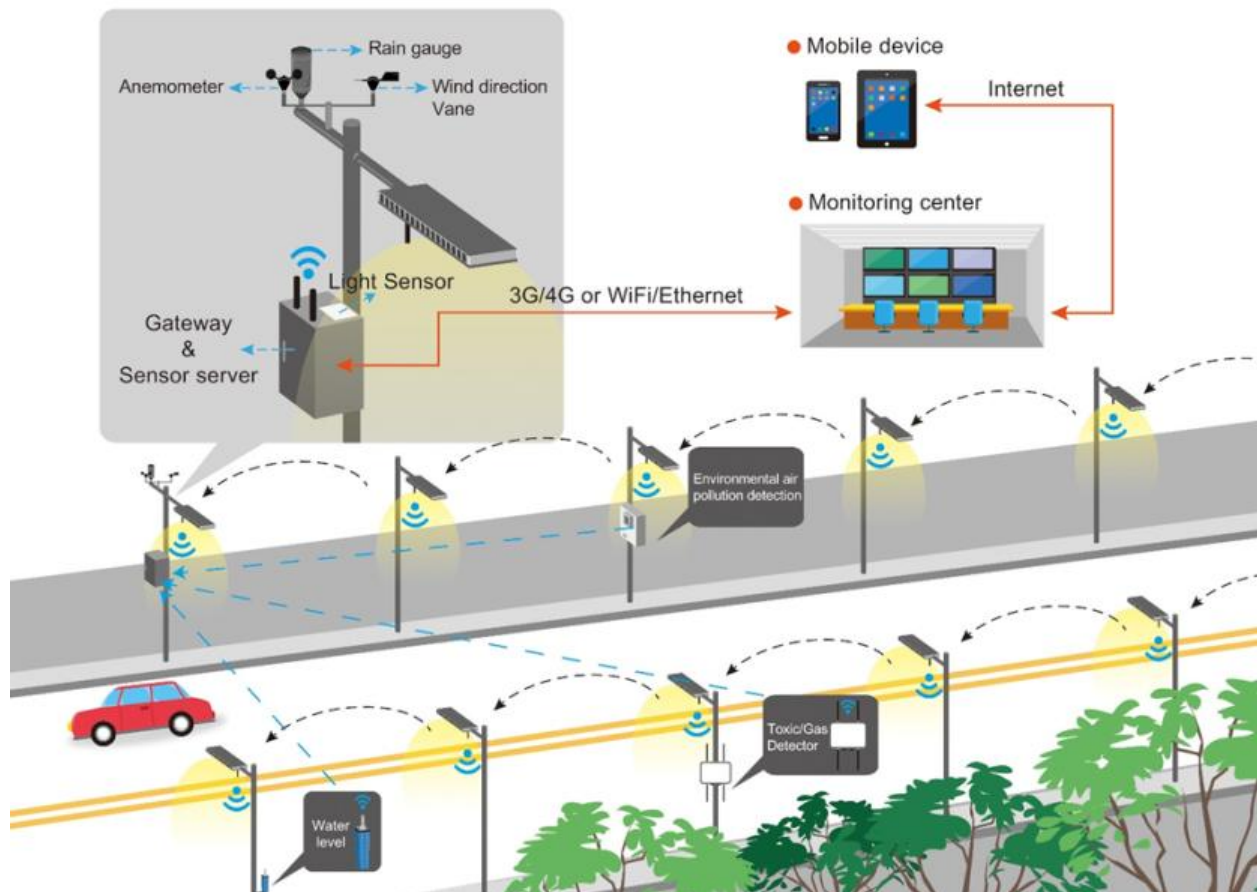 Rain gauge
Anemometer
Wind direction
Vane
Light Sensor
Gateway
&
Sensor server
Mobile device
Internet
Monitoring center
3G/4G or WiFi/Ethernet
Environmental air
pollution detection
Toxic/Gas
Detector
Water
level